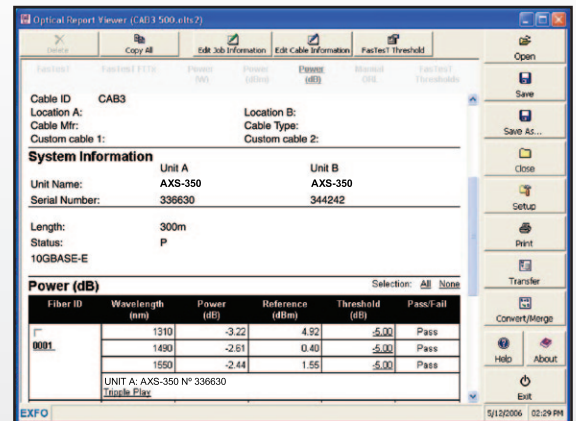 Optical Report Viewer (CAB3 500.olts2)
Delete Copy All Edit Job Information Edit Cable Information FasTesT Threshold
Open
Save
Save As...
Close
Setup
Print
Transfer
Convert/Merge
Help About
Exit
FasTesT FasTesT FTTx Power (W) Power (dBm) Power (dB) Manual ORL FasTesT Thresholds
Cable ID CAB3
Location A: Location B:
Cable Mfr: Cable Type:
Custom cable 1: Custom cable 2:
System Information
Unit A Unit B
Unit Name: AXS-350 AXS-350
Serial Number: 336630 344242
Length: 300m
Status: P
10GBASE-E
Power (dB) Selection: All None
Fiber ID Wavelength (nm) Power (dB) Reference (dBm) Threshold (dB) Pass/Fail
0001 1310 -3.22 4.92 -5.00 Pass
1490 -2.61 0.40 -5.00 Pass
1550 -2.44 1.55 -5.00 Pass
UNIT A: AXS-350 Nº 336630
Tripple Play
EXFO 5/12/2006 02:29 PM